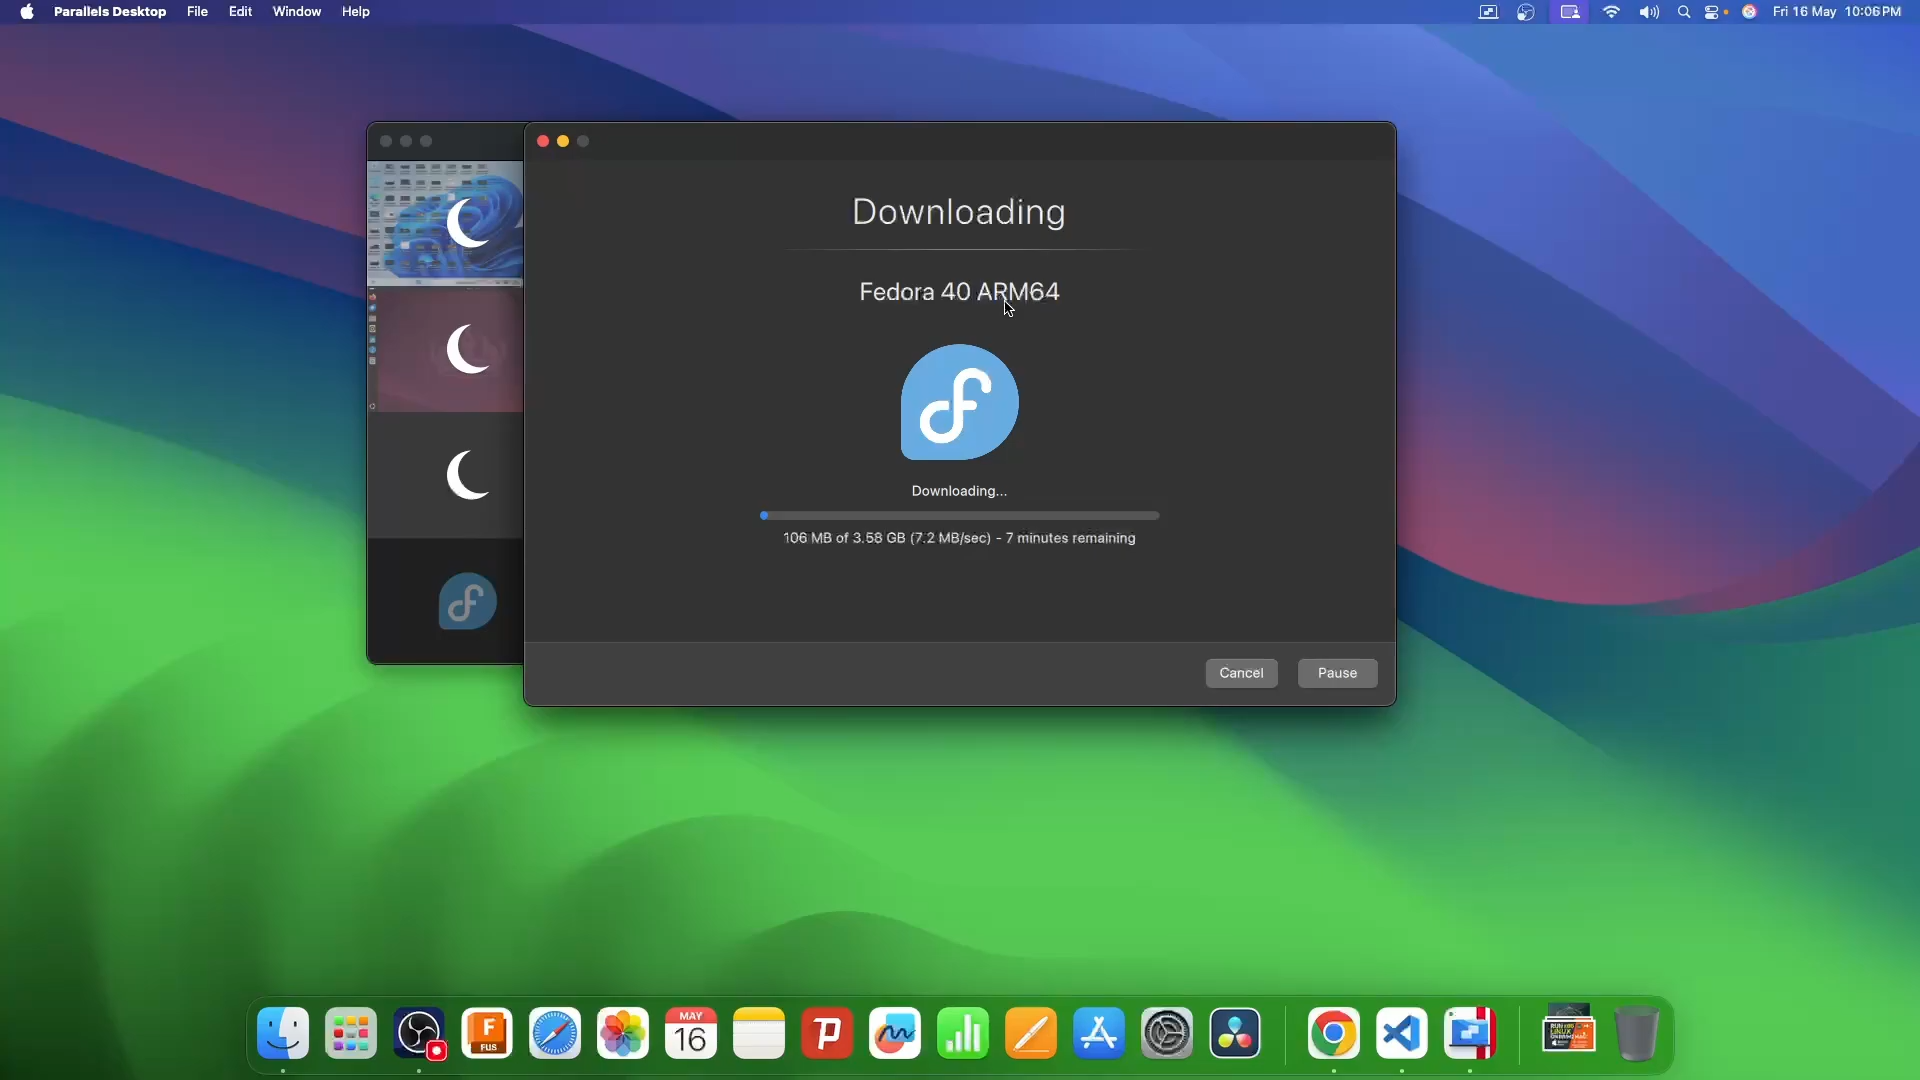 Parallels Desktop File Edit Window Help
Fri 16 May 10:06 PM
Downloading
Fedora 40 ARM64
Downloading...
106 MB of 3.58 GB (7.2 MB/sec) - 7 minutes remaining
Cancel Pause
F
FUS
MAY
16